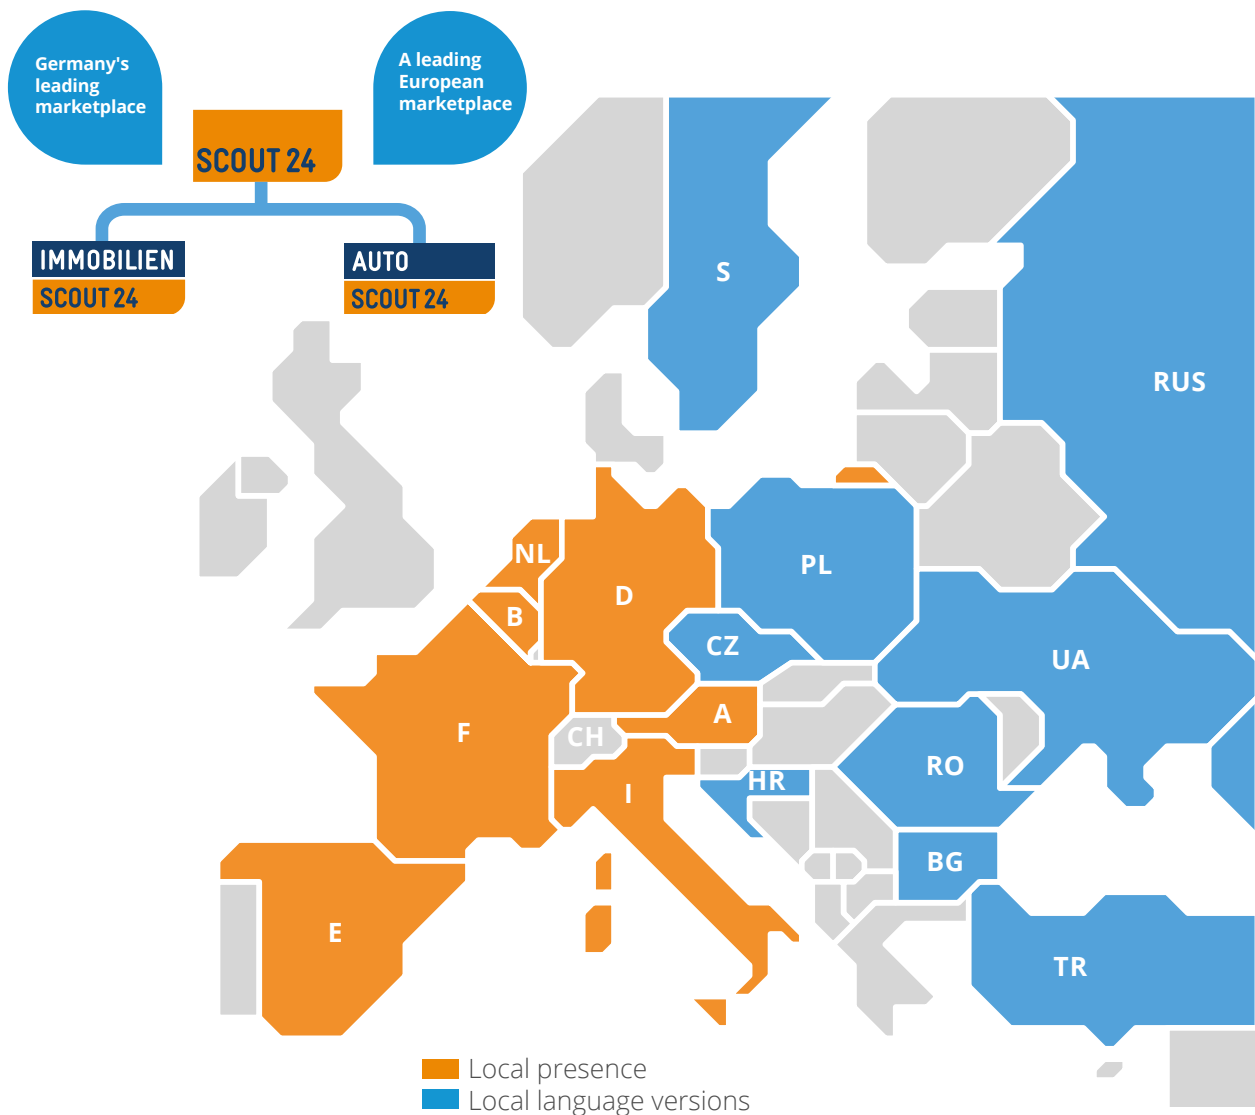 Germany's
leading
marketplace
A leading
European
marketplace
SCOUT 24
IMMOBILIEN
SCOUT 24
AUTO
SCOUT 24
S
RUS
NL
D
PL
B
CZ
UA
A
F
CH
RO
HR
I
BG
E
TR
Local presence
Local language versions